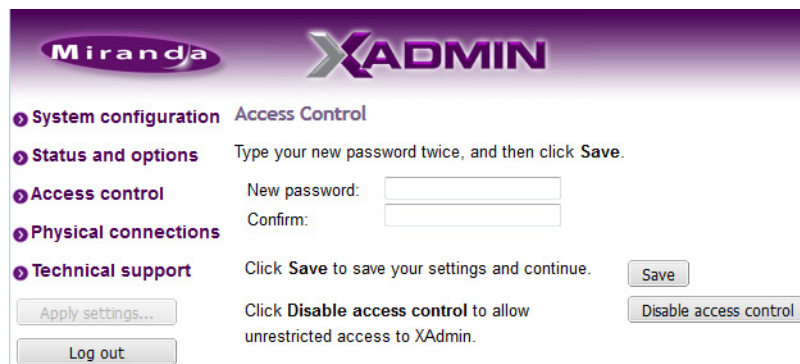 Miranda
XADMIN
System configuration
Status and options
Access control
Physical connections
Technical support
Apply settings...
Log out
Access Control
Type your new password twice, and then click Save.
New password:
Confirm:
Click Save to save your settings and continue.
Save
Click Disable access control to allow
unrestricted access to XAdmin.
Disable access control